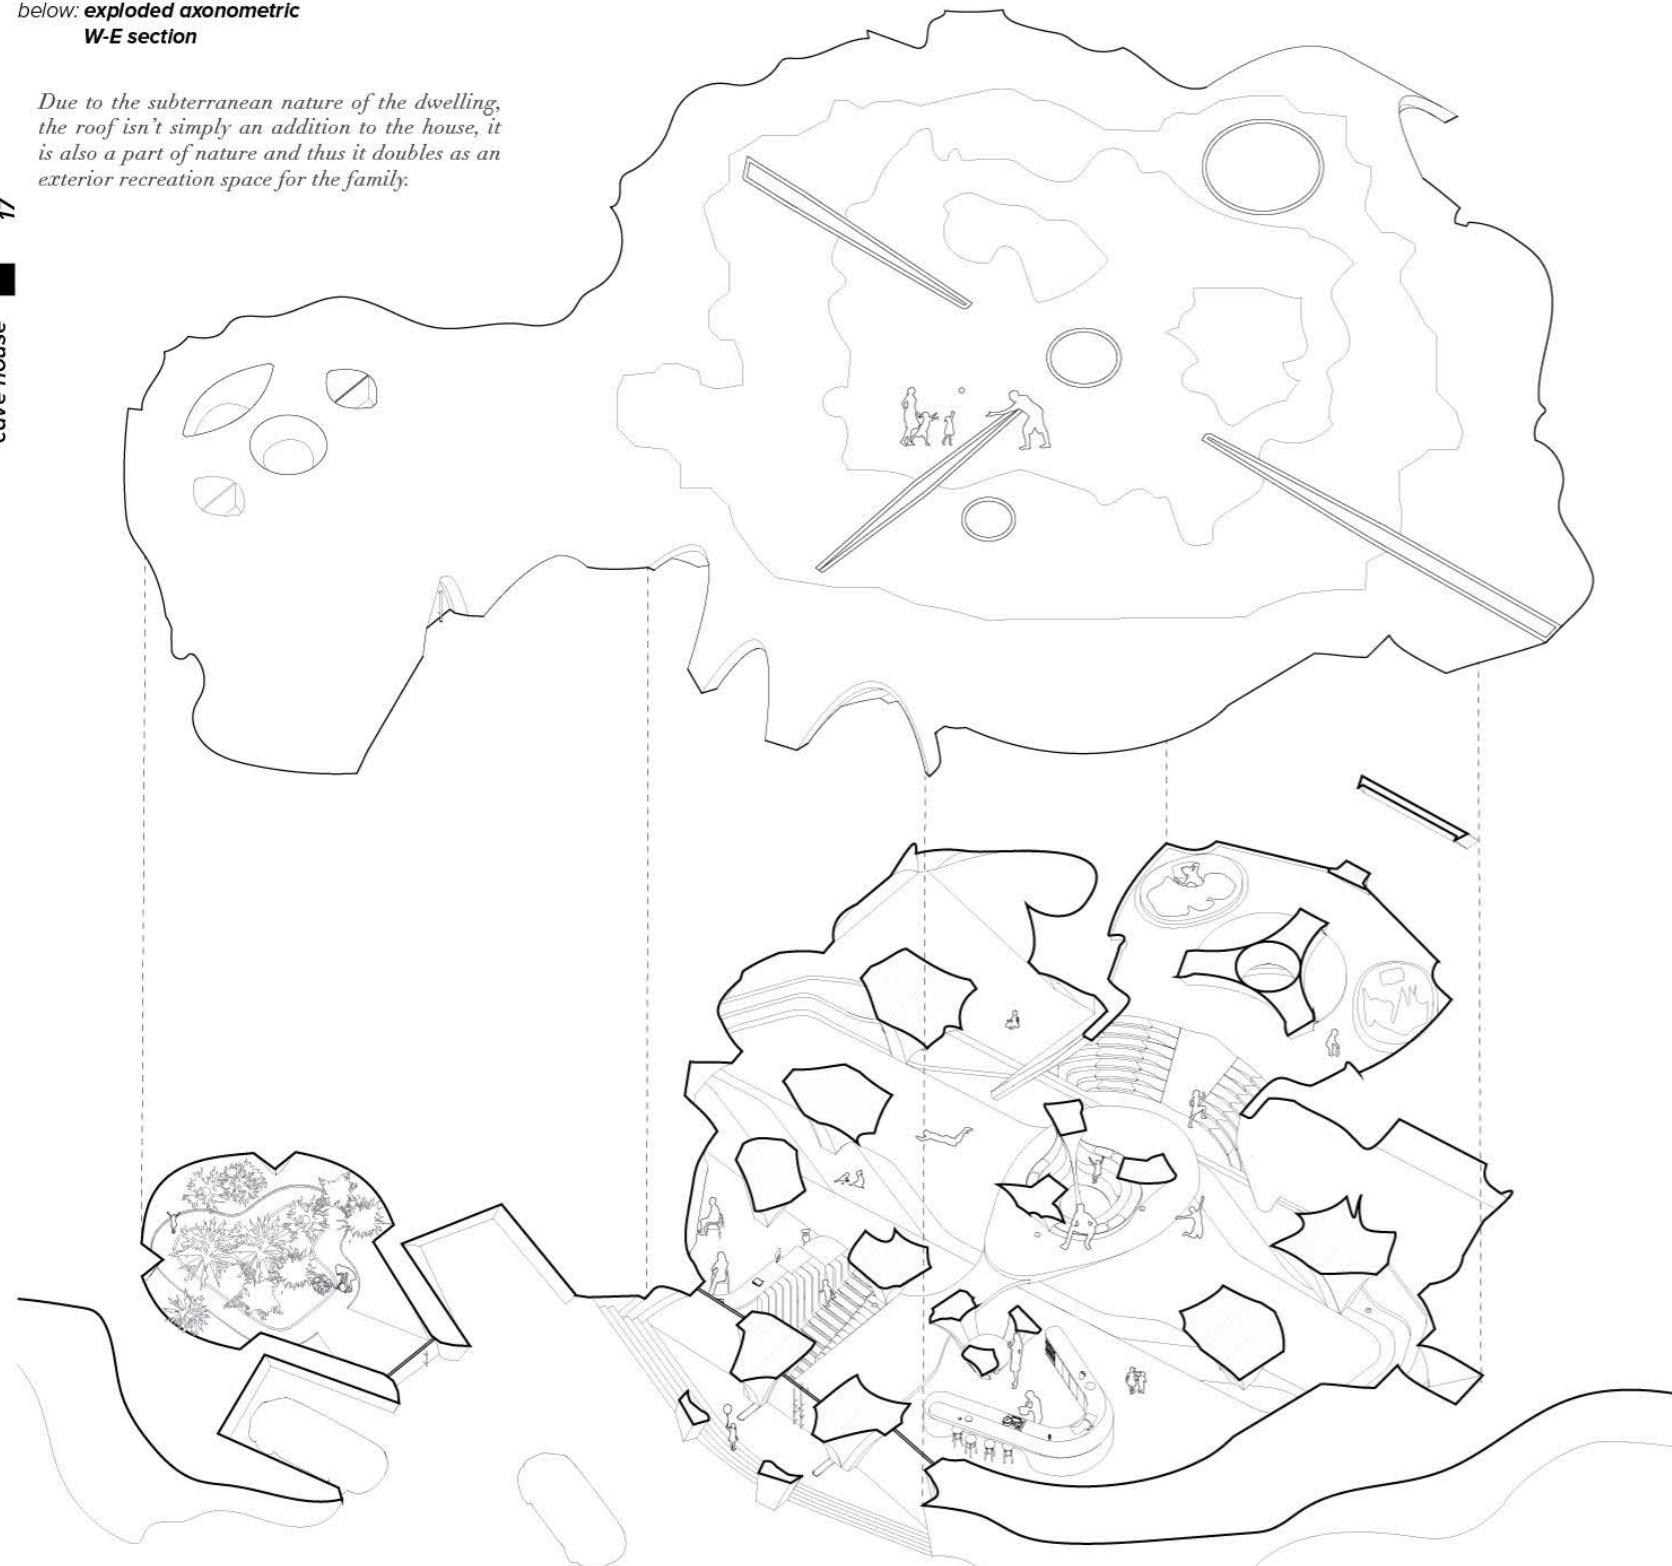 below: exploded axonometric
W-E section
Due to the subterranean nature of the dwelling,
the roof isn't simply an addition to the house, it
is also a part of nature and thus it doubles as an
exterior recreation space for the family.
17
cave house